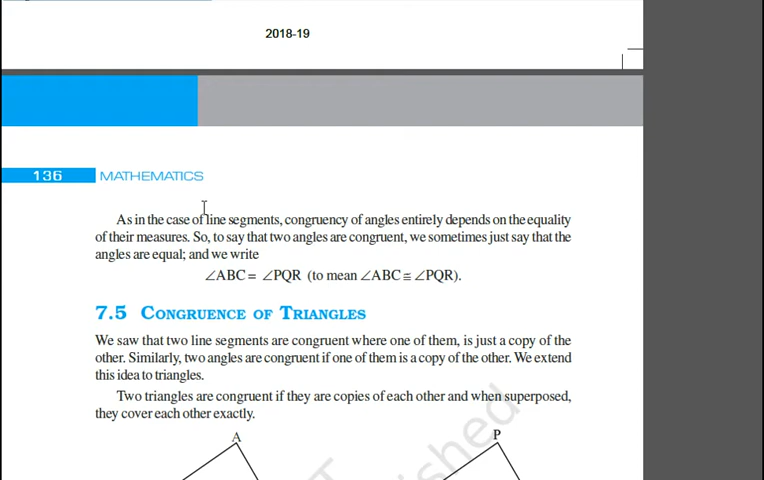 2018-19
136 MATHEMATICS
As in the case of line segments, congruency of angles entirely depends on the equality
of their measures. So, to say that two angles are congruent, we sometimes just say that the
angles are equal; and we write
∠ABC = ∠PQR (to mean ∠ABC ≅ ∠PQR).
7.5 CONGRUENCE OF TRIANGLES
We saw that two line segments are congruent where one of them, is just a copy of the
other. Similarly, two angles are congruent if one of them is a copy of the other. We extend
this idea to triangles.
Two triangles are congruent if they are copies of each other and when superposed,
they cover each other exactly.
A P